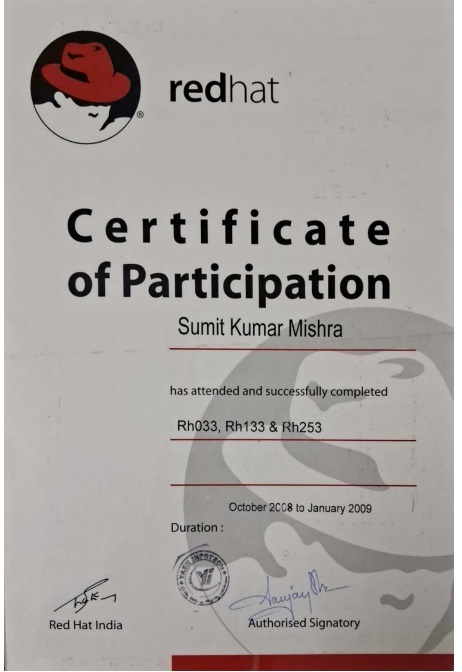 redhat
®
Certificate
of Participation
Sumit Kumar Mishra
has attended and successfully completed
Rh033, Rh133 & Rh253
October 2008 to January 2009
Duration :
Red Hat India
Authorised Signatory